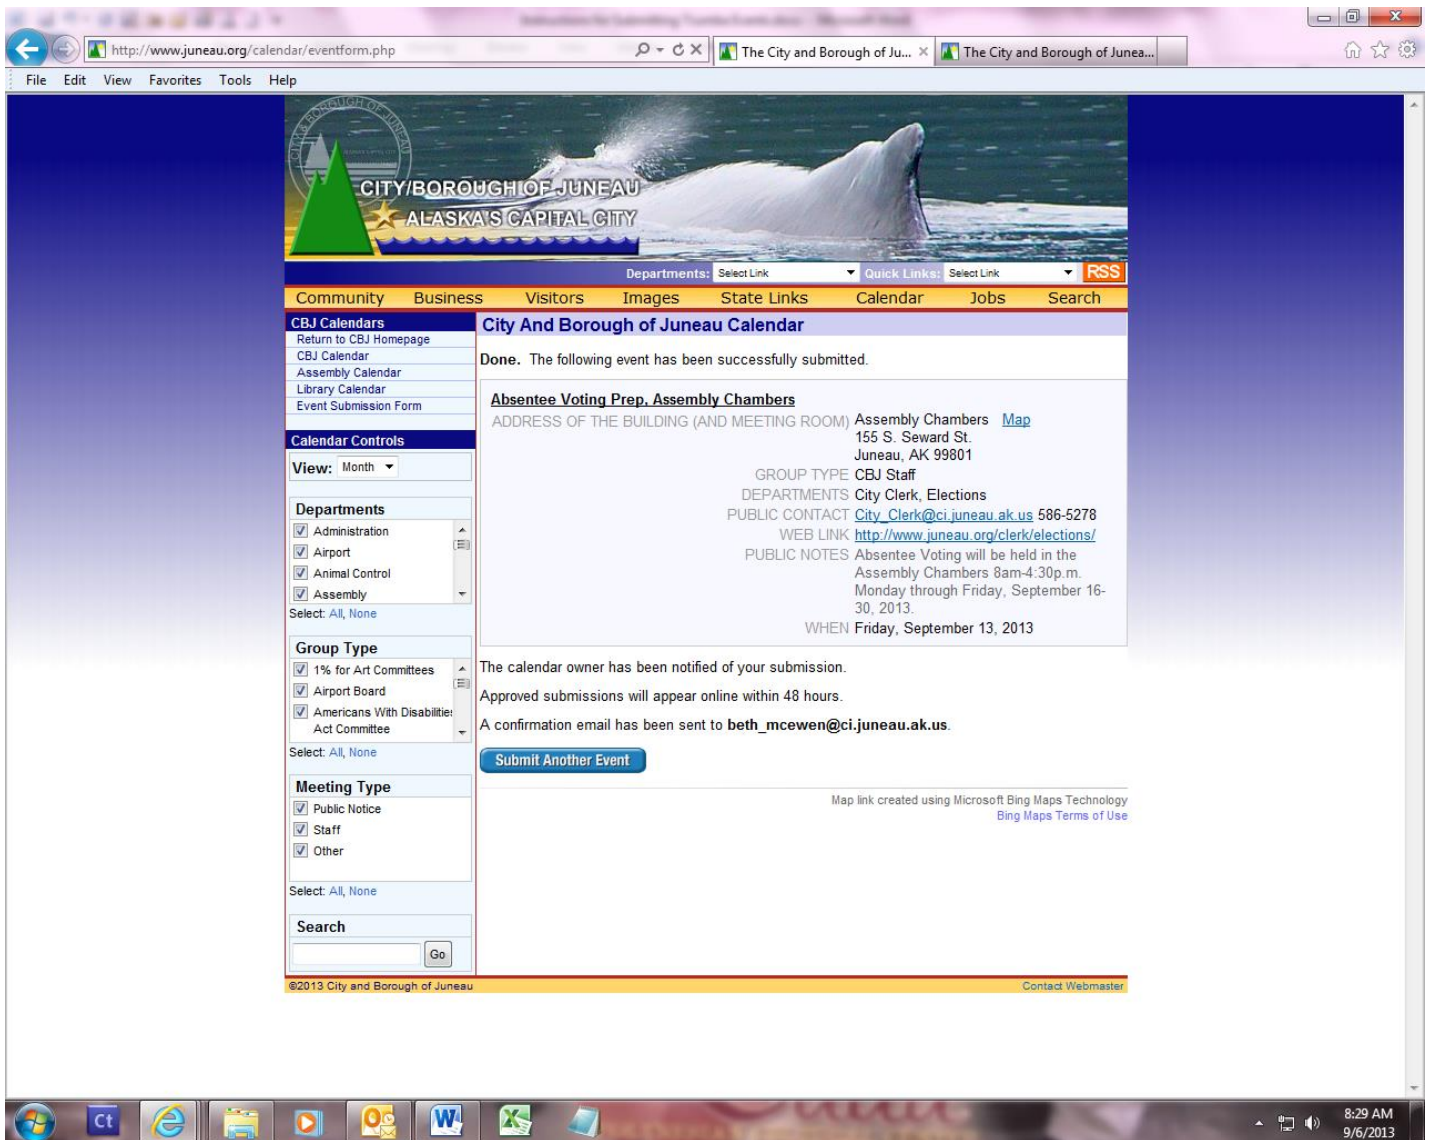 Instructions for Submitting Trumba Events.docx - Microsoft Word
http://www.juneau.org/calendar/eventform.php
The City and Borough of Ju...
The City and Borough of Junea...
File Edit View Favorites Tools Help
CITY & BOROUGH OF JUNEAU
CITY/BOROUGH OF JUNEAU
ALASKA'S CAPITAL CITY
Departments: Select Link Quick Links: Select Link RSS
Community Business Visitors Images State Links Calendar Jobs Search
CBJ Calendars
Return to CBJ Homepage
CBJ Calendar
Assembly Calendar
Library Calendar
Event Submission Form
Calendar Controls
View: Month
Departments
Administration
Airport
Animal Control
Assembly
Select: All, None
Group Type
1% for Art Committees
Airport Board
Americans With Disabilities
Act Committee
Select: All, None
Meeting Type
Public Notice
Staff
Other
Select: All, None
Search
Go
City And Borough of Juneau Calendar
Done. The following event has been successfully submitted.
Absentee Voting Prep, Assembly Chambers
ADDRESS OF THE BUILDING (AND MEETING ROOM) Assembly Chambers Map
155 S. Seward St.
Juneau, AK 99801
GROUP TYPE CBJ Staff
DEPARTMENTS City Clerk, Elections
PUBLIC CONTACT City_Clerk@ci.juneau.ak.us 586-5278
WEB LINK http://www.juneau.org/clerk/elections/
PUBLIC NOTES Absentee Voting will be held in the
Assembly Chambers 8am-4:30p.m.
Monday through Friday, September 16-
30, 2013.
WHEN Friday, September 13, 2013
The calendar owner has been notified of your submission.
Approved submissions will appear online within 48 hours.
A confirmation email has been sent to beth_mcewen@ci.juneau.ak.us.
Submit Another Event
Map link created using Microsoft Bing Maps Technology
Bing Maps Terms of Use
©2013 City and Borough of Juneau
Contact Webmaster
Ct
8:29 AM
9/6/2013